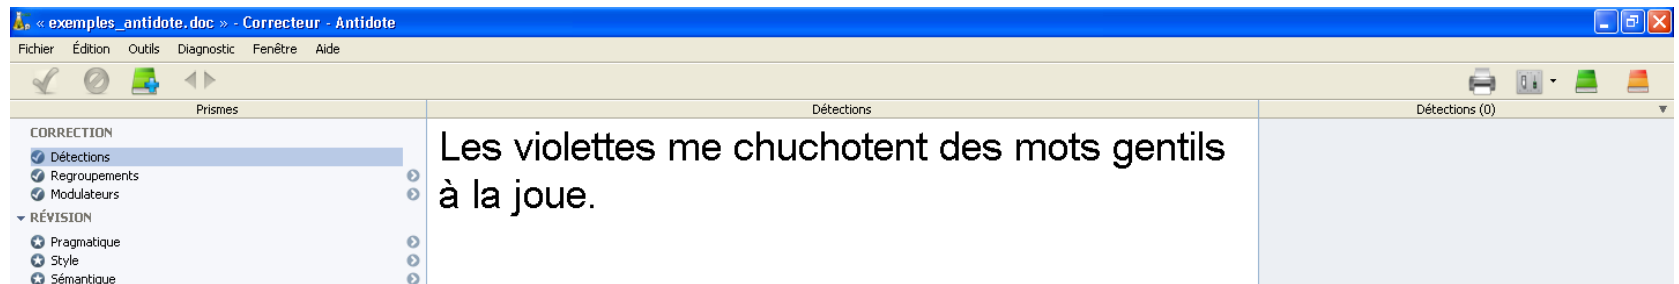 « exemples_antidote.doc » - Correcteur - Antidote
Fichier Édition Outils Diagnostic Fenêtre Aide
Prismes Détections Détections (0)
CORRECTION
Détections
Regroupements
Modulateurs
RÉVISION
Pragmatique
Style
Sémantique
Les violettes me chuchotent des mots gentils
à la joue.